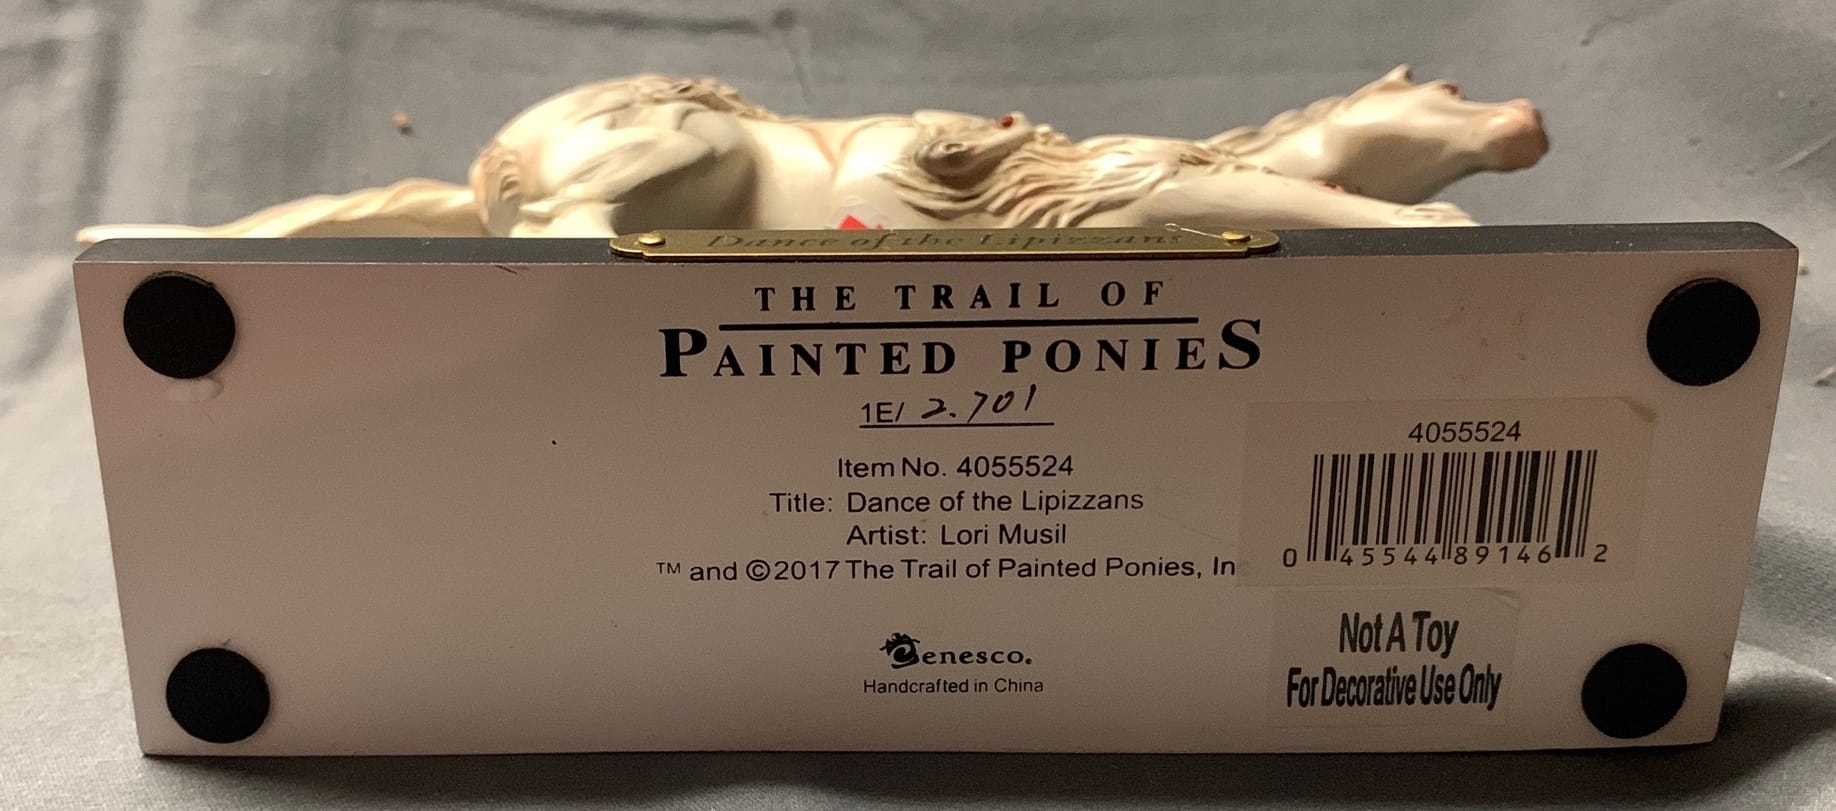 Dance of the Lipizzans
THE TRAIL OF
PAINTED PONIES
1E/ 2.701
Item No. 4055524
Title: Dance of the Lipizzans
Artist: Lori Musil
™ and ©2017 The Trail of Painted Ponies, In
Enesco.
Handcrafted in China
4055524
0 45544 89146 2
Not A Toy
For Decorative Use Only